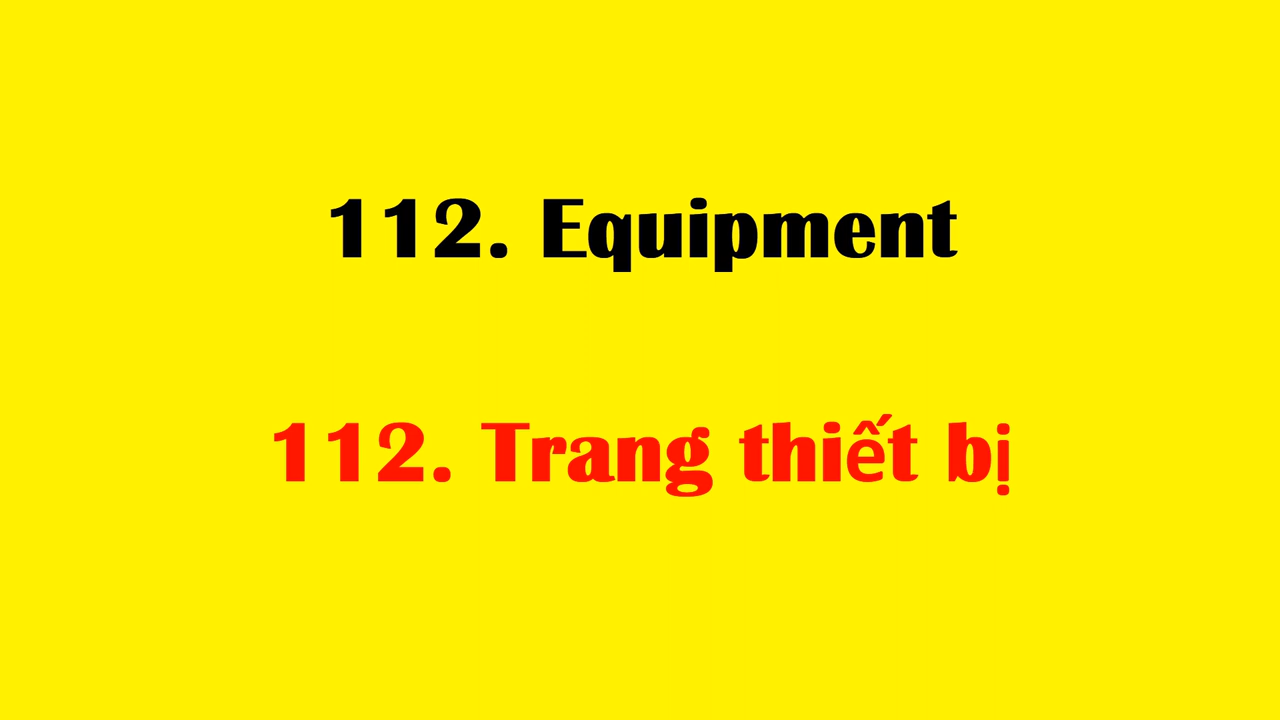 112. Equipment
112. Trang thiết bị